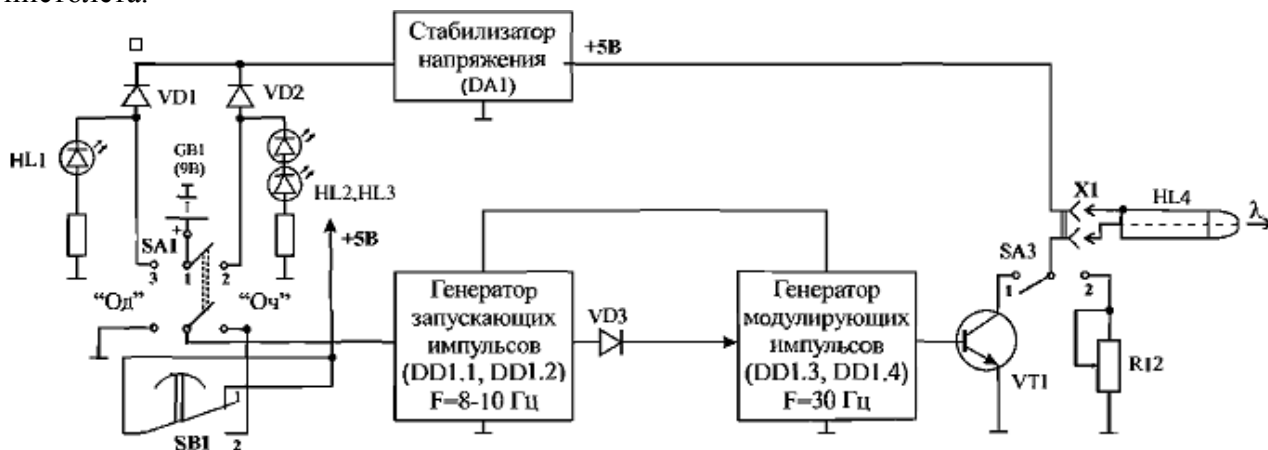 Стабилизатор
напряжения
(DA1)
+5В
VD1
VD2
HL1
GB1
(9В)
HL2,HL3
+
SA1
+5В
3
1
2
“Од”
“Оч”
1
SB1
2
Генератор
запускающих
импульсов
(DD1.1, DD1.2)
F=8-10 Гц
VD3
Генератор
модулирующих
импульсов
(DD1.3, DD1.4)
F=30 Гц
X1
HL4
λ
SA3
1
2
VT1
R12